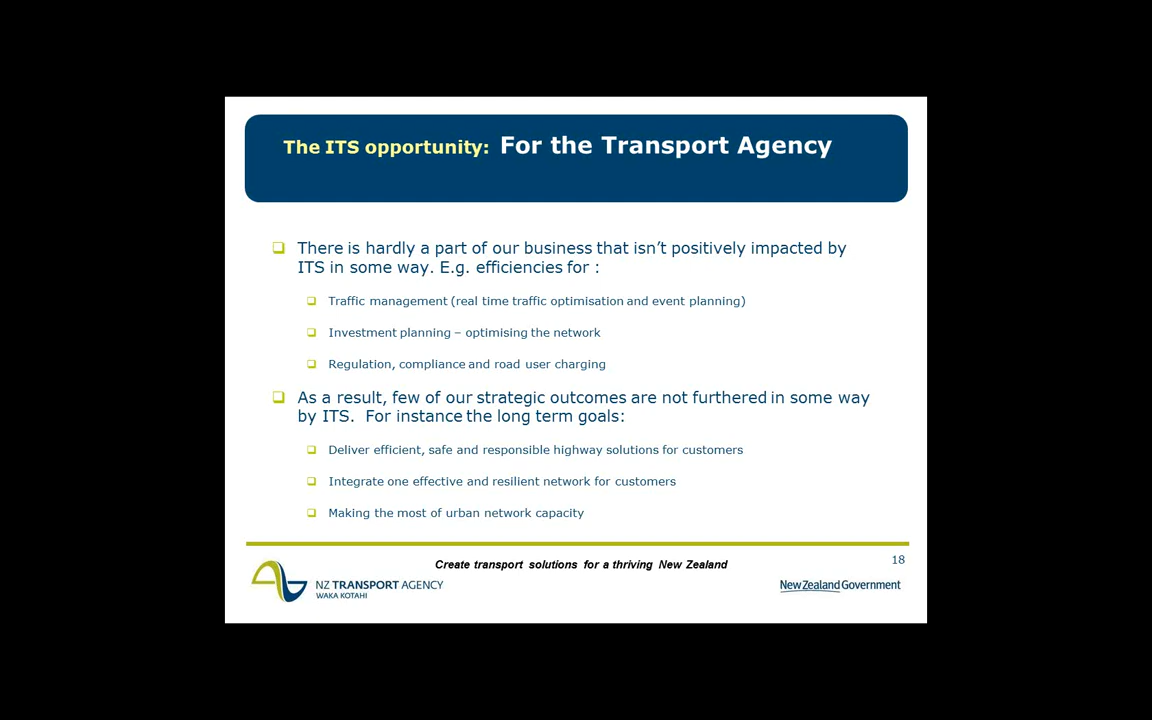 The ITS opportunity: For the Transport Agency
❑ There is hardly a part of our business that isn’t positively impacted by
ITS in some way. E.g. efficiencies for :
❑ Traffic management (real time traffic optimisation and event planning)
❑ Investment planning – optimising the network
❑ Regulation, compliance and road user charging
❑ As a result, few of our strategic outcomes are not furthered in some way
by ITS.  For instance the long term goals:
❑ Deliver efficient, safe and responsible highway solutions for customers
❑ Integrate one effective and resilient network for customers
❑ Making the most of urban network capacity
Create transport solutions for a thriving New Zealand
18
NZ TRANSPORT AGENCY
WAKA KOTAHI
New Zealand Government